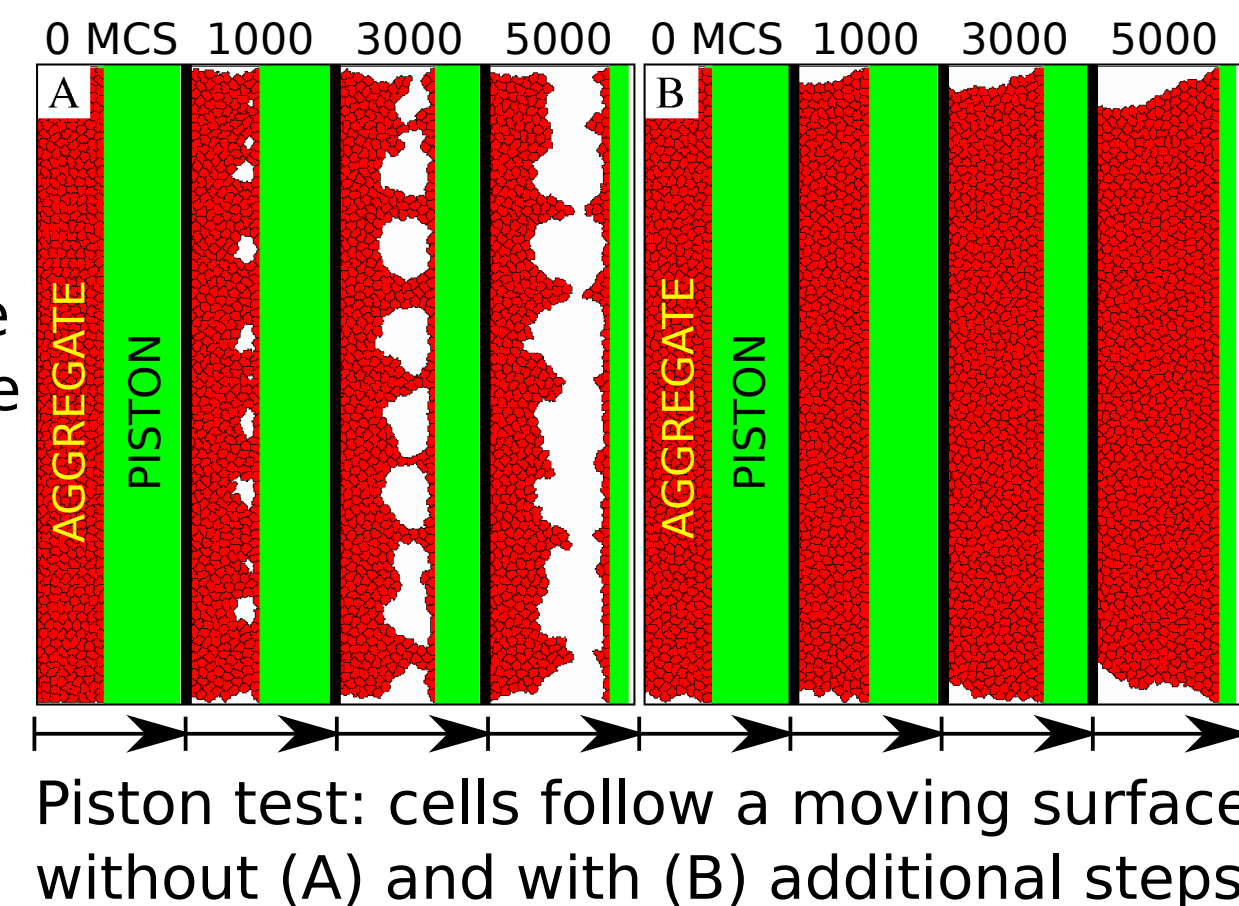 0 MCS 1000 3000 5000 0 MCS 1000 3000 5000
A
B
AGGREGATE
PISTON
AGGREGATE
PISTON
e
e
Piston test: cells follow a moving surface
without (A) and with (B) additional steps